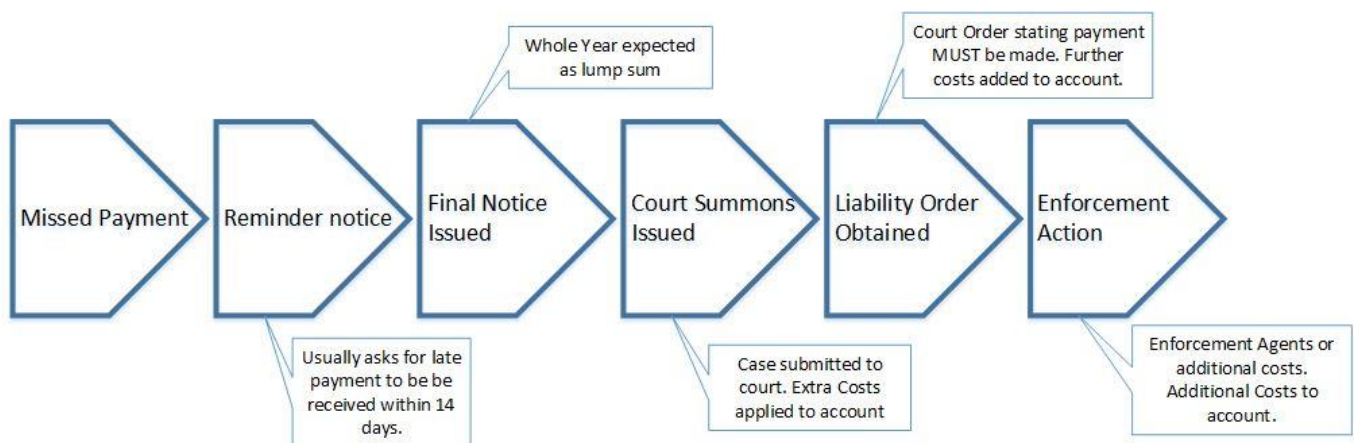 Whole Year expected
as lump sum
Court Order stating payment
MUST be made. Further
costs added to account.
Missed Payment
Reminder notice
Final Notice
Issued
Court Summons
Issued
Liability Order
Obtained
Enforcement
Action
Usually asks for late
payment to be be
received within 14
days.
Case submitted to
court. Extra Costs
applied to account
Enforcement Agents or
additional costs.
Additional Costs to
account.